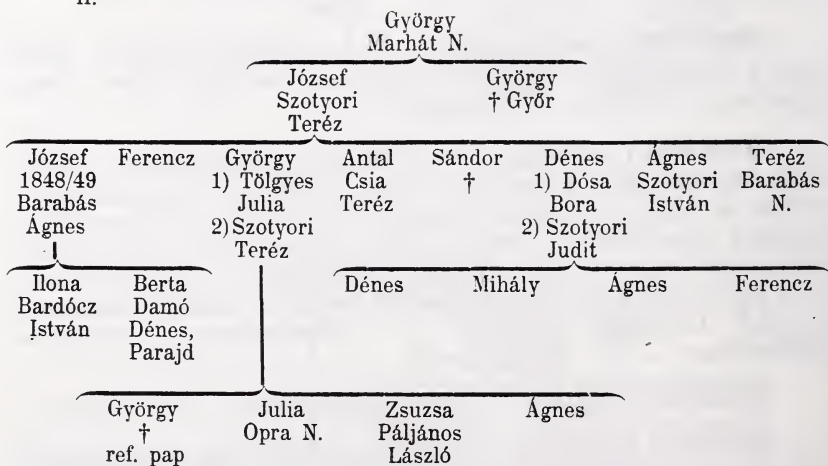 II.
György
Marhát N.
József György
Szotyori † Győr
Teréz
József Ferencz György Antal Sándor Dénes Ágnes Teréz
1848/49 1) Tölgyes Csia † 1) Dósa Szotyori Barabás
Barabás Julia Teréz Bora István N.
Ágnes 2) Szotyori 2) Szotyori
Teréz Judit
Ilona Berta Dénes Mihály Ágnes Ferencz
Bardócz Damó
István Dénes,
Parajd
György Julia Zsuzsa Ágnes
† Opra N. Páljános
ref. pap László